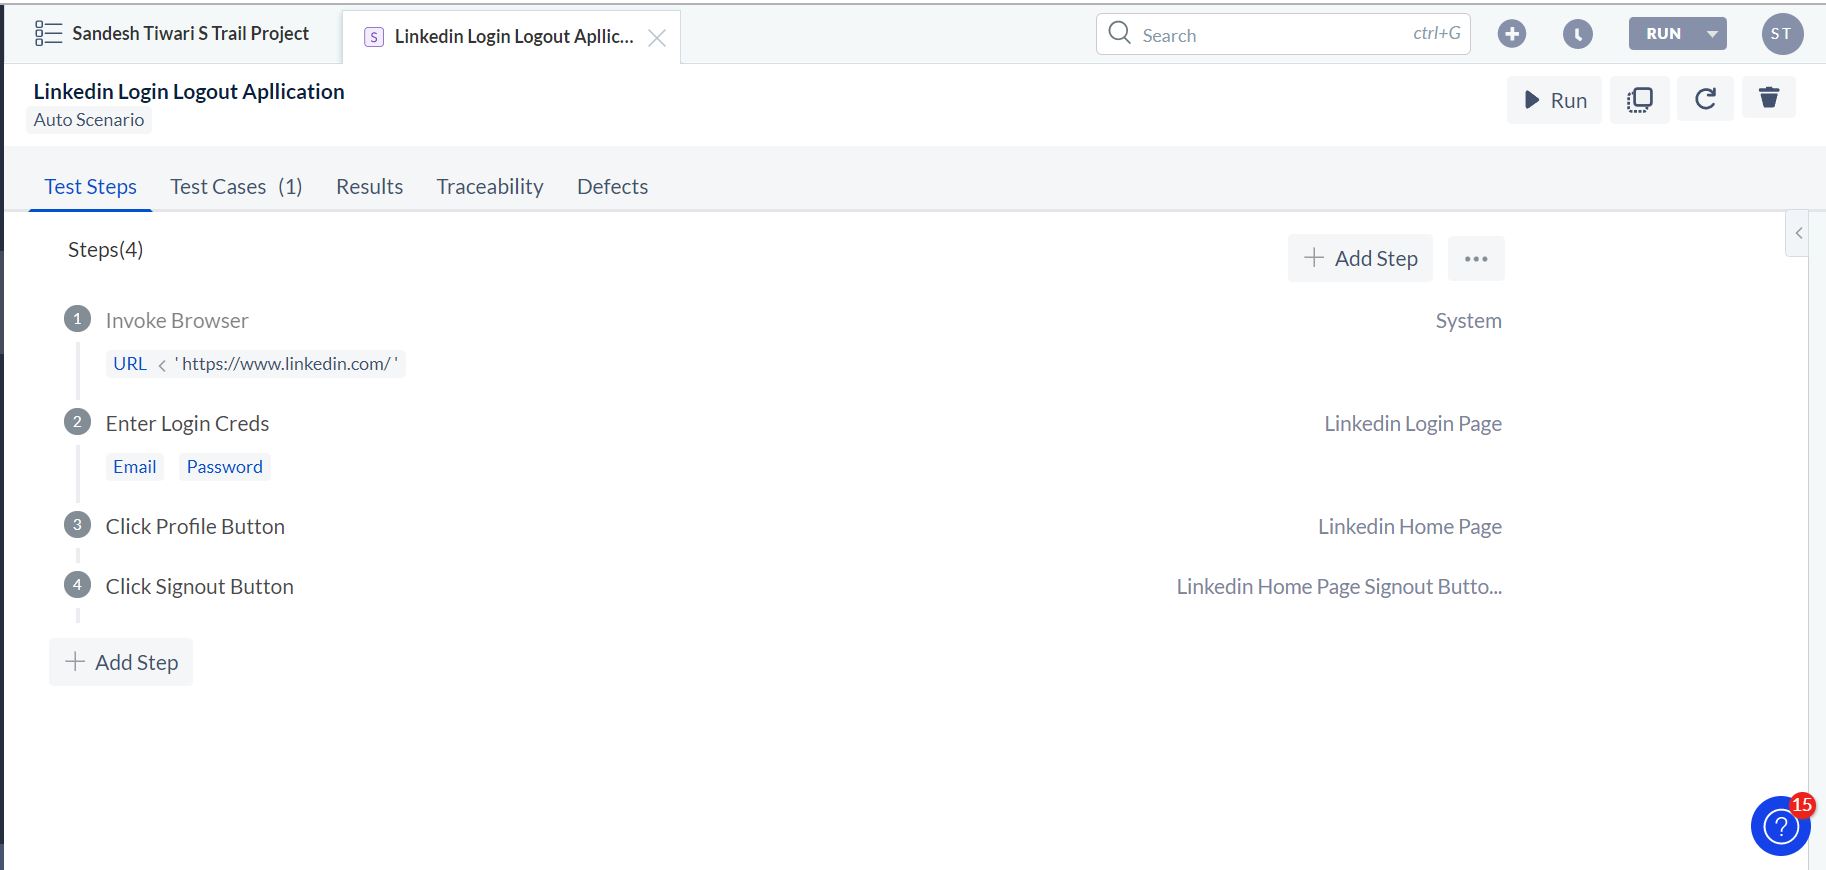 Sandesh Tiwari S Trail Project
S Linkedin Login Logout Apllic...
Search ctrl+G
RUN
ST
Linkedin Login Logout Apllication
Auto Scenario
Run
Test Steps Test Cases (1) Results Traceability Defects
Steps(4)
Add Step
1 Invoke Browser System
URL < ' https://www.linkedin.com/ '
2 Enter Login Creds Linkedin Login Page
Email Password
3 Click Profile Button Linkedin Home Page
4 Click Signout Button Linkedin Home Page Signout Butto...
Add Step
15
?